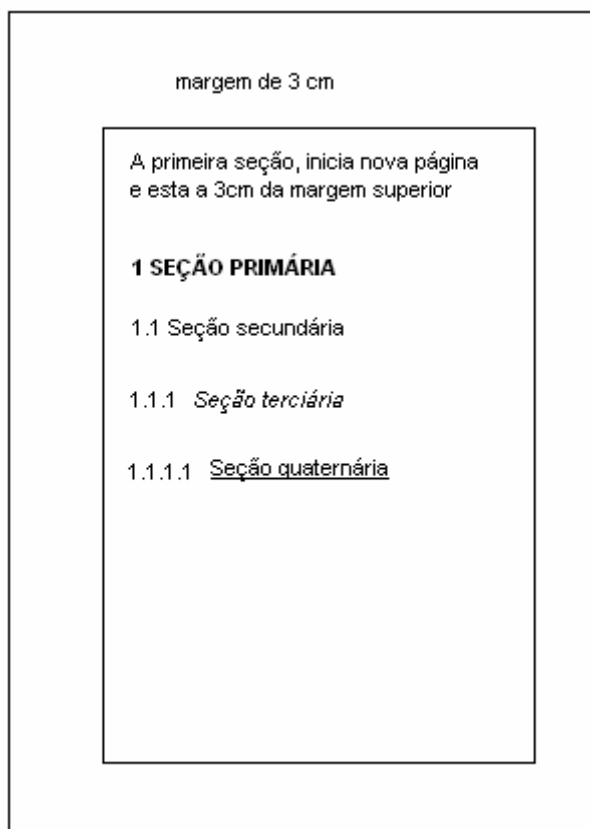 margem de 3 cm
A primeira seção, inicia nova página
e esta a 3cm da margem superior
1 SEÇÃO PRIMÁRIA
1.1 Seção secundária
1.1.1 Seção terciária
1.1.1.1 Seção quaternária